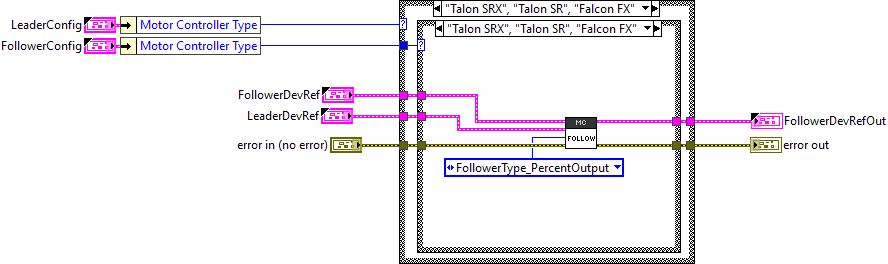 "Talon SRX", "Talon SR", "Falcon FX"
LeaderConfig
Motor Controller Type
?
"Talon SRX", "Talon SR", "Falcon FX"
FollowerConfig
Motor Controller Type
?
FollowerDevRef
LeaderDevRef
MC
FOLLOW
FollowerDevRefOut
error in (no error)
error out
FollowerType_PercentOutput